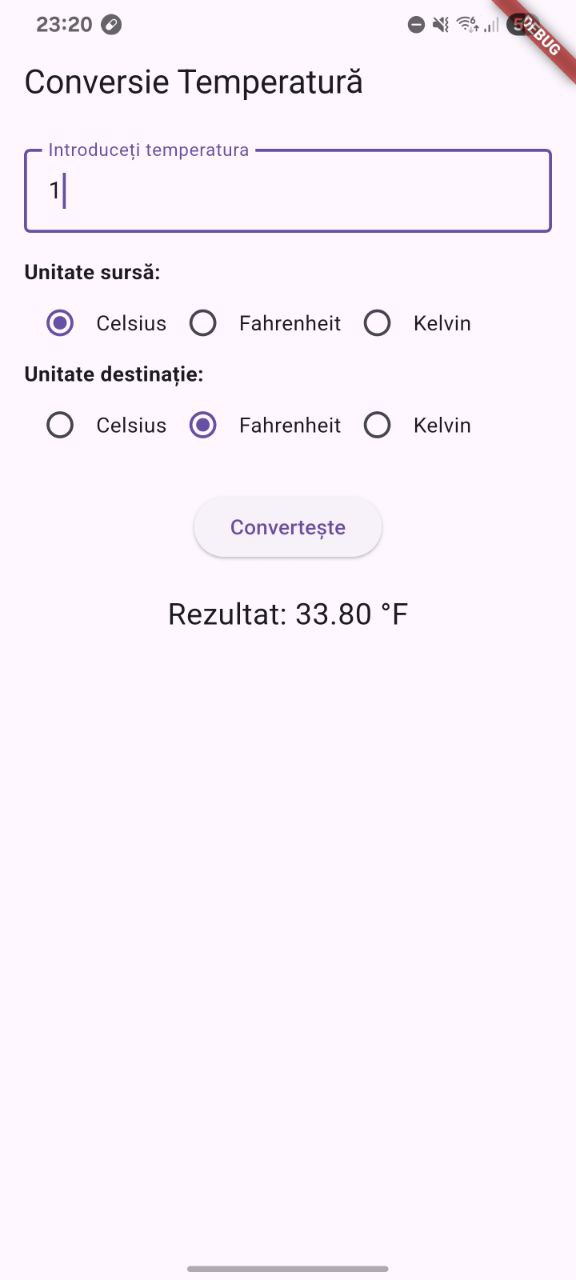 23:20
DEBUG
Conversie Temperatură
Introduceți temperatura
1
Unitate sursă:
Celsius Fahrenheit Kelvin
Unitate destinație:
Celsius Fahrenheit Kelvin
Convertește
Rezultat: 33.80 °F